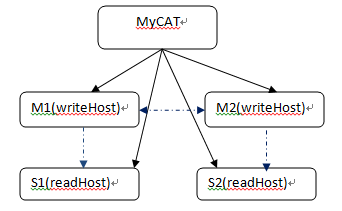 MyCAT
M1(writeHost)
M2(writeHost)
S1(readHost)
S2(readHost)